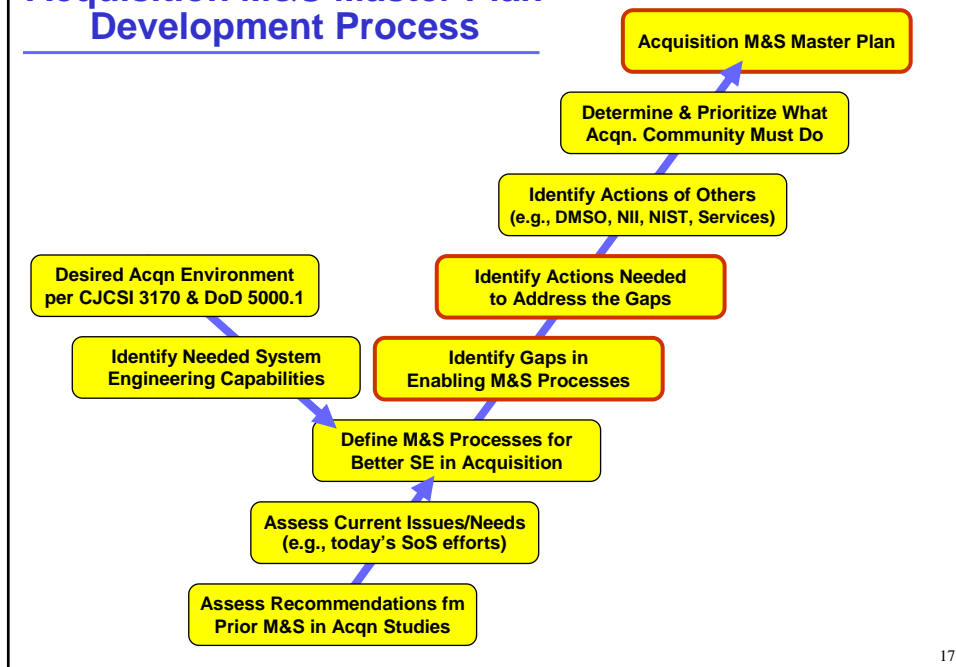 Acquisition M&S Master Plan
Development Process
Acquisition M&S Master Plan
Determine & Prioritize What
Acqn. Community Must Do
Identify Actions of Others
(e.g., DMSO, NII, NIST, Services)
Desired Acqn Environment
per CJCSI 3170 & DoD 5000.1
Identify Actions Needed
to Address the Gaps
Identify Needed System
Engineering Capabilities
Identify Gaps in
Enabling M&S Processes
Define M&S Processes for
Better SE in Acquisition
Assess Current Issues/Needs
(e.g., today's SoS efforts)
Assess Recommendations fm
Prior M&S in Acqn Studies
17